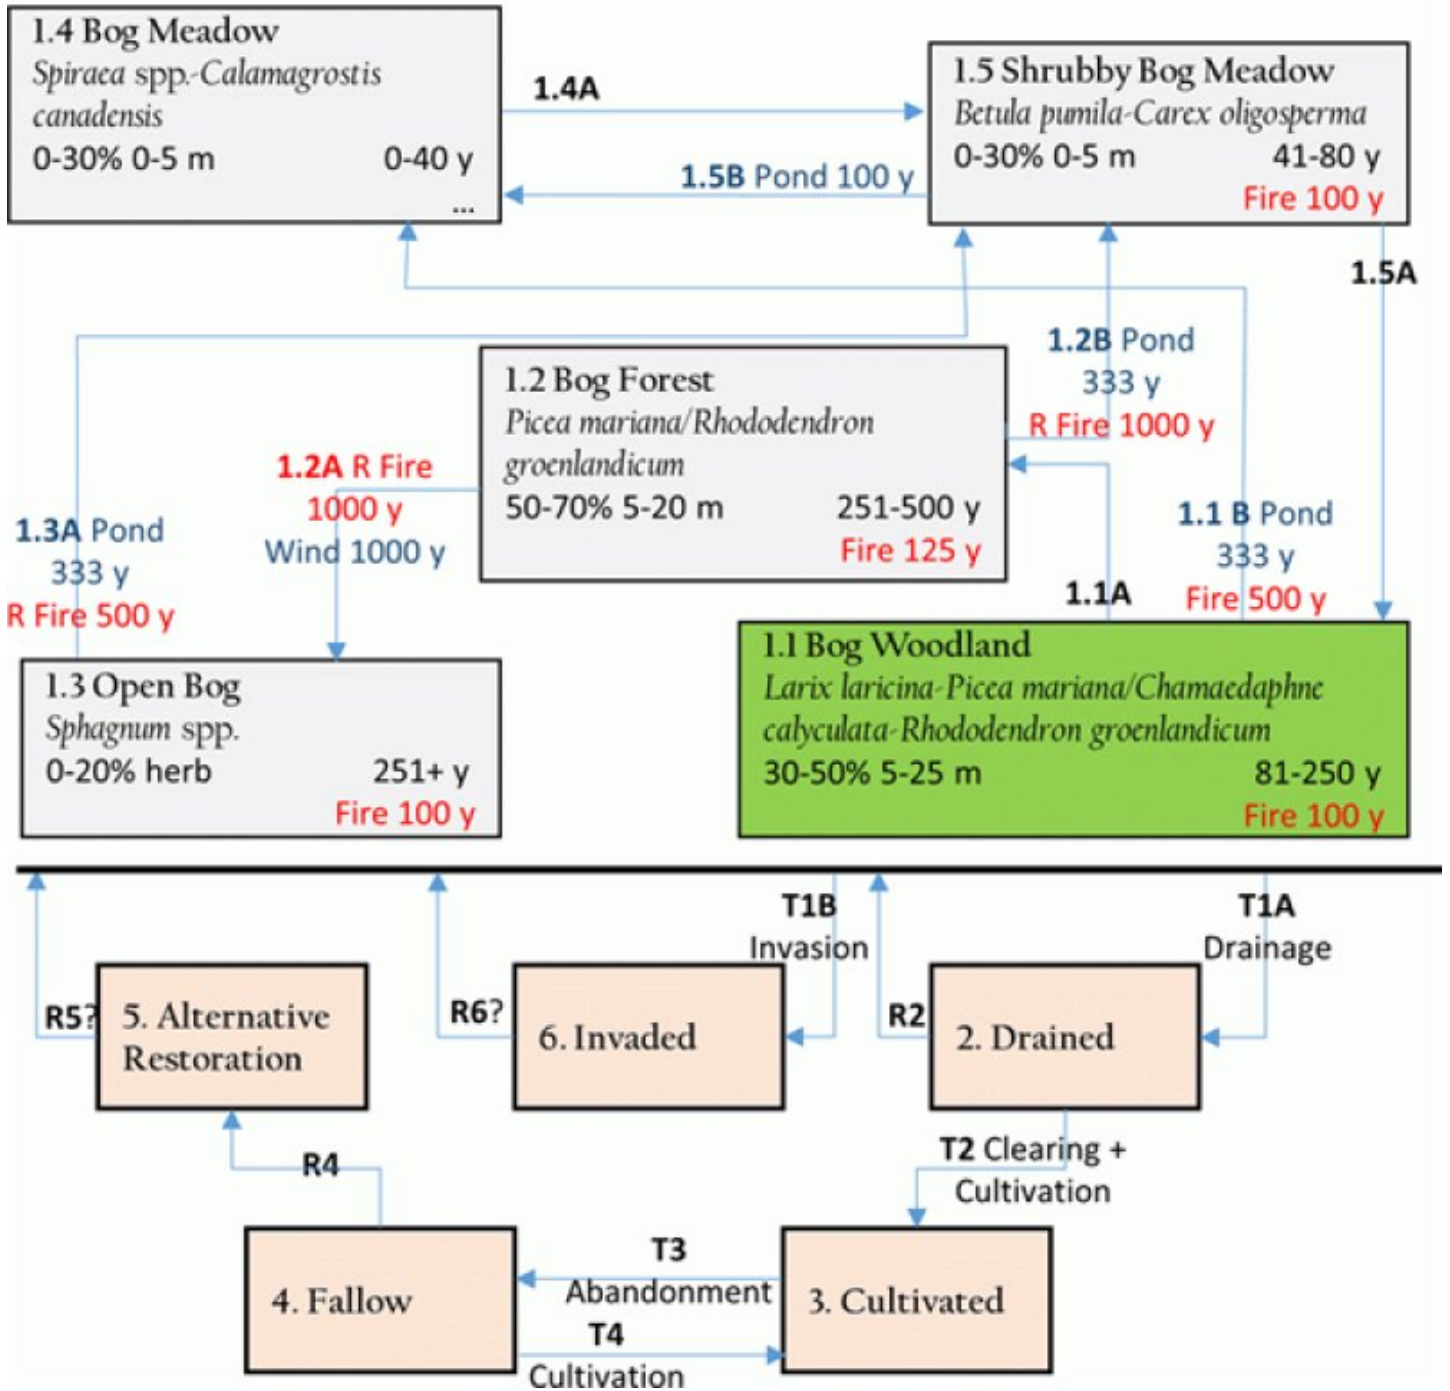 1.4 Bog Meadow
Spiraea spp.-Calamagrostis
canadensis
0-30% 0-5 m 0-40 y
...
1.4A
1.5B Pond 100 y
1.5 Shrubby Bog Meadow
Betula pumila-Carex oligosperma
0-30% 0-5 m 41-80 y
Fire 100 y
1.5A
1.2B Pond
333 y
R Fire 1000 y
1.2 Bog Forest
Picea mariana/Rhododendron
groenlandicum
50-70% 5-20 m 251-500 y
Fire 125 y
1.2A R Fire
1000 y
Wind 1000 y
1.3A Pond
333 y
R Fire 500 y
1.1A
1.1 B Pond
333 y
Fire 500 y
1.3 Open Bog
Sphagnum spp.
0-20% herb 251+ y
Fire 100 y
1.1 Bog Woodland
Larix laricina-Picea mariana/Chamaedaphne
calyculata-Rhododendron groenlandicum
30-50% 5-25 m 81-250 y
Fire 100 y
T1B
Invasion
T1A
Drainage
R5?
5. Alternative
Restoration
R6?
6. Invaded
R2
2. Drained
R4
T2 Clearing +
Cultivation
4. Fallow
T3
Abandonment
T4
Cultivation
3. Cultivated